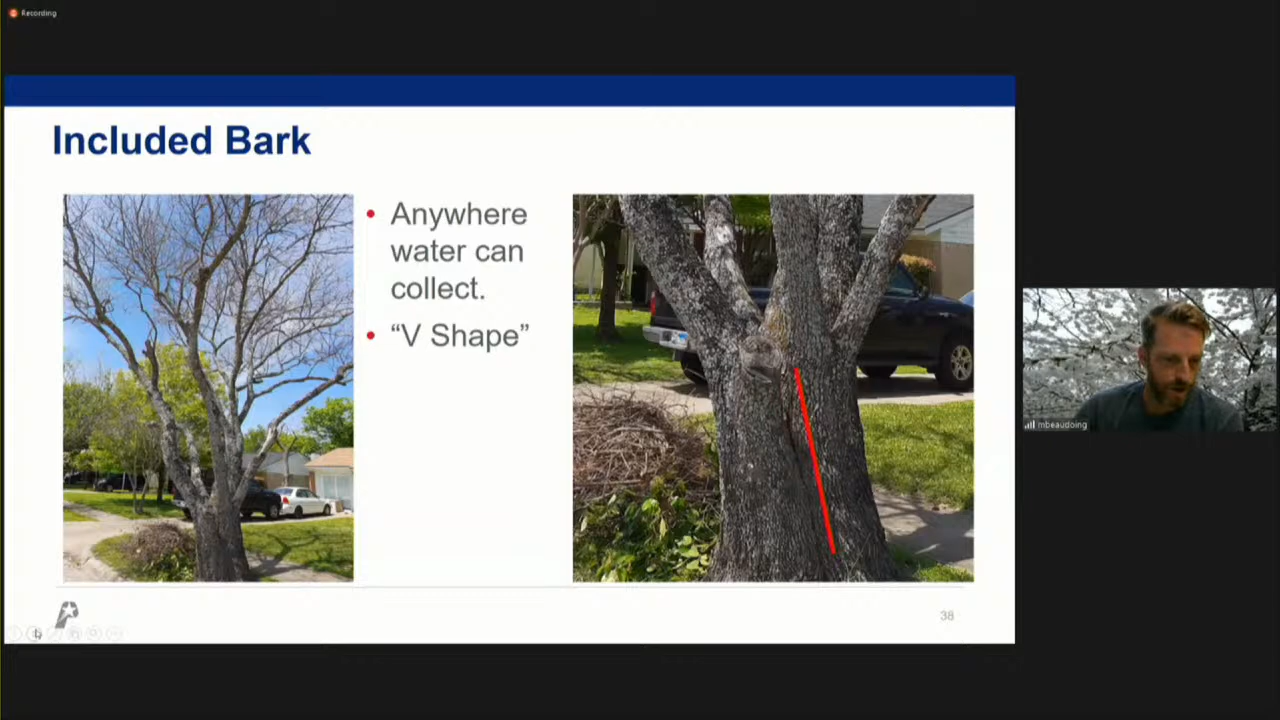 Recording
Included Bark
• Anywhere
water can
collect.
• “V Shape”
mbeaudoing
38